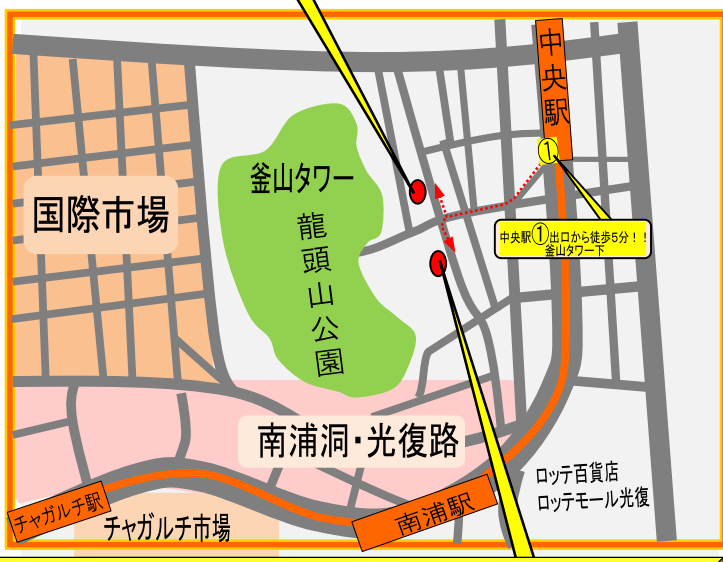 中央駅
①
釜山タワー
龍頭山公園
国際市場
中央駅①出口から徒歩5分！！
釜山タワー下
南浦洞・光復路
ロッテ百貨店
ロッテモール光復
チャガルチ駅
南浦駅
チャガルチ市場